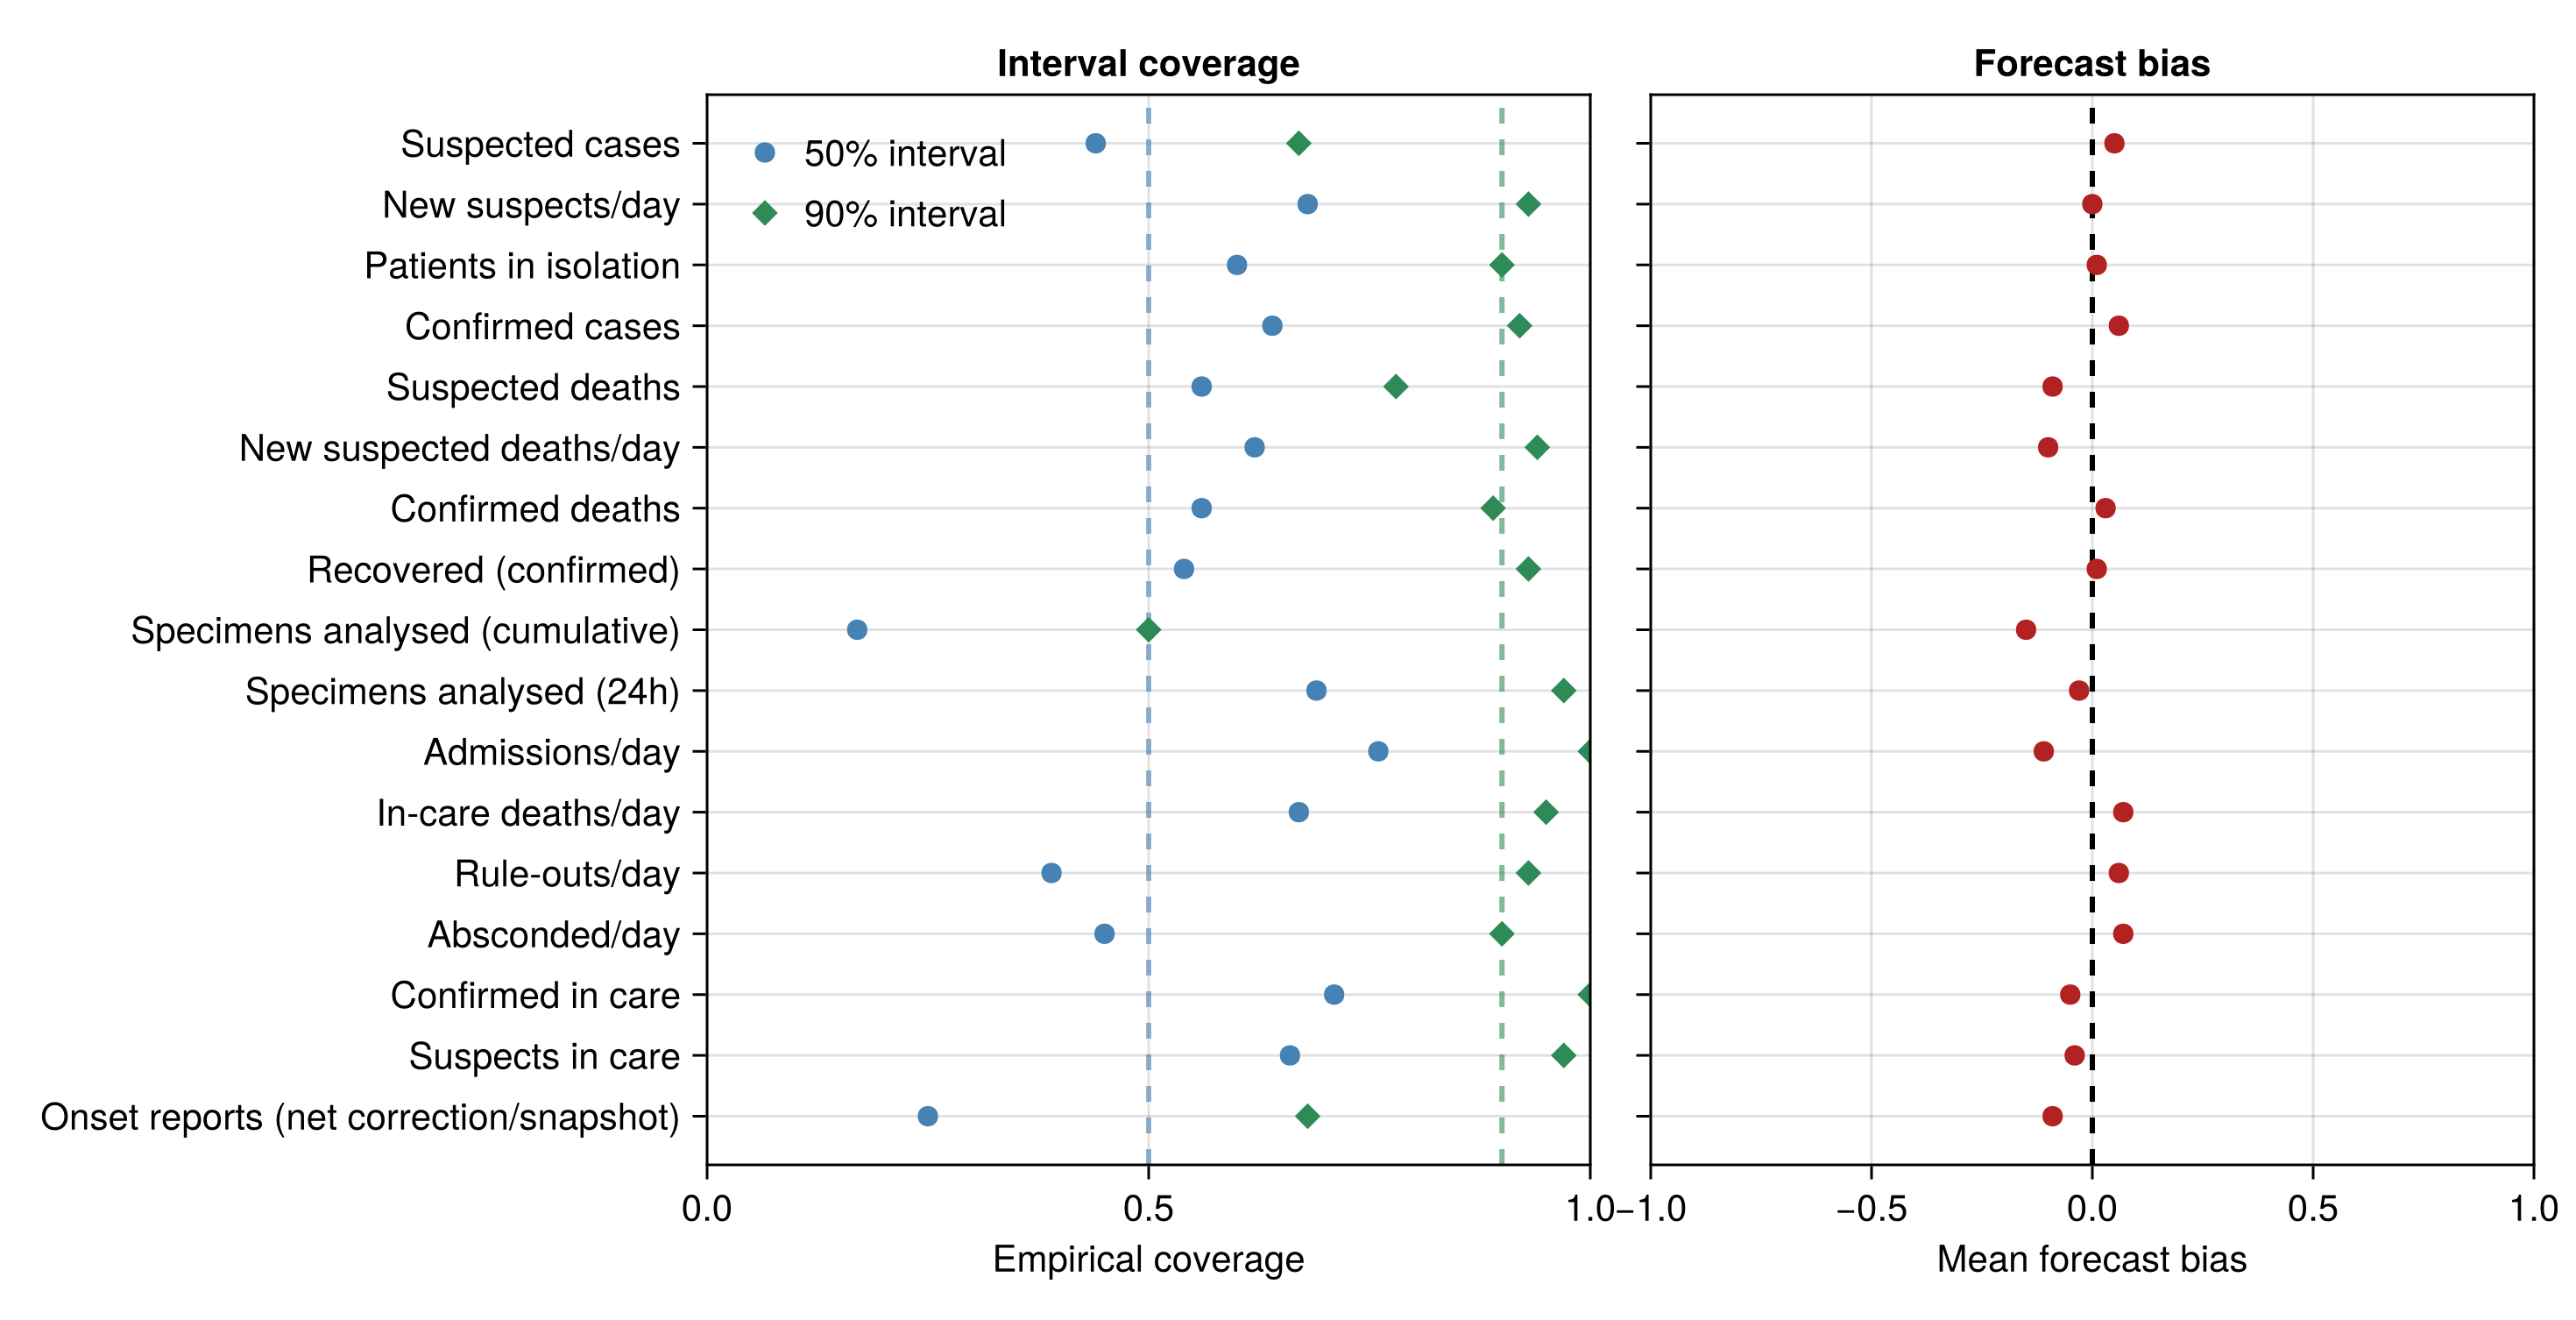 Interval coverage
Forecast bias
50% interval
90% interval
Suspected cases
New suspects/day
Patients in isolation
Confirmed cases
Suspected deaths
New suspected deaths/day
Confirmed deaths
Recovered (confirmed)
Specimens analysed (cumulative)
Specimens analysed (24h)
Admissions/day
In-care deaths/day
Rule-outs/day
Absconded/day
Confirmed in care
Suspects in care
Onset reports (net correction/snapshot)
0.0 0.5 1.0
−1.0 −0.5 0.0 0.5 1.0
Empirical coverage
Mean forecast bias